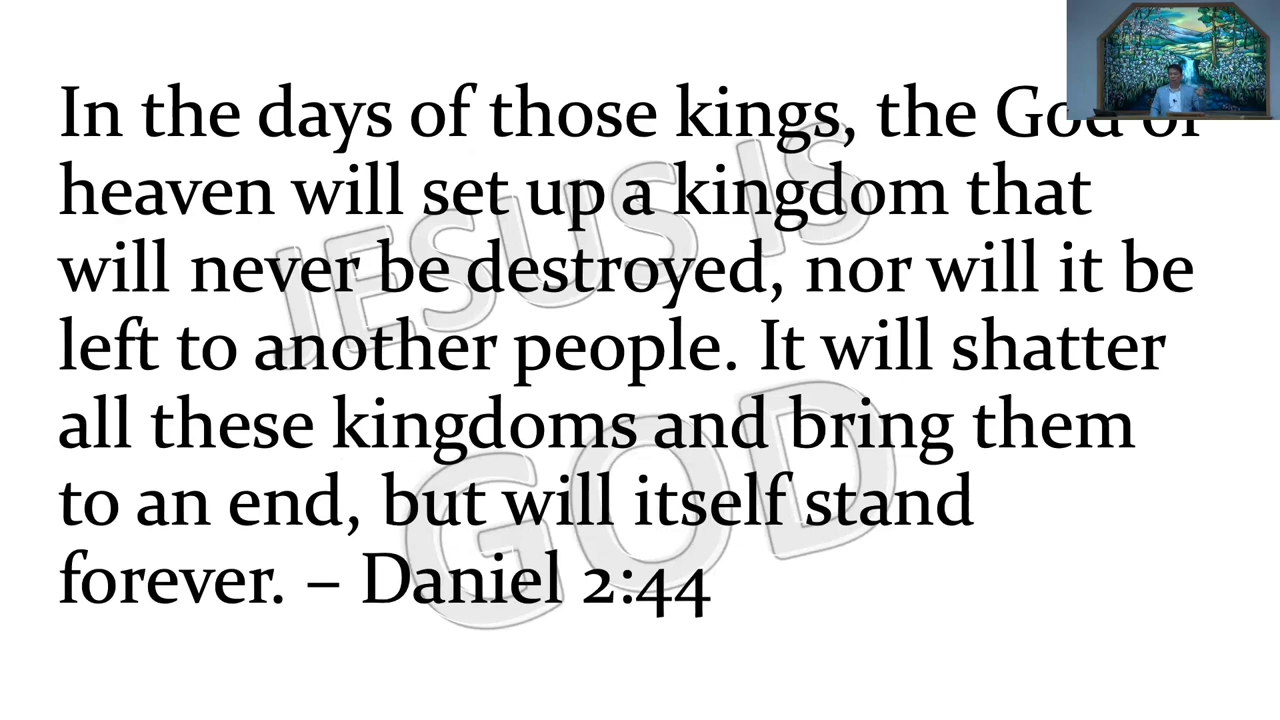 In the days of those kings, the God of
heaven will set up a kingdom that
will never be destroyed, nor will it be
left to another people. It will shatter
all these kingdoms and bring them
to an end, but will itself stand
forever. – Daniel 2:44
JESUS IS
GOD